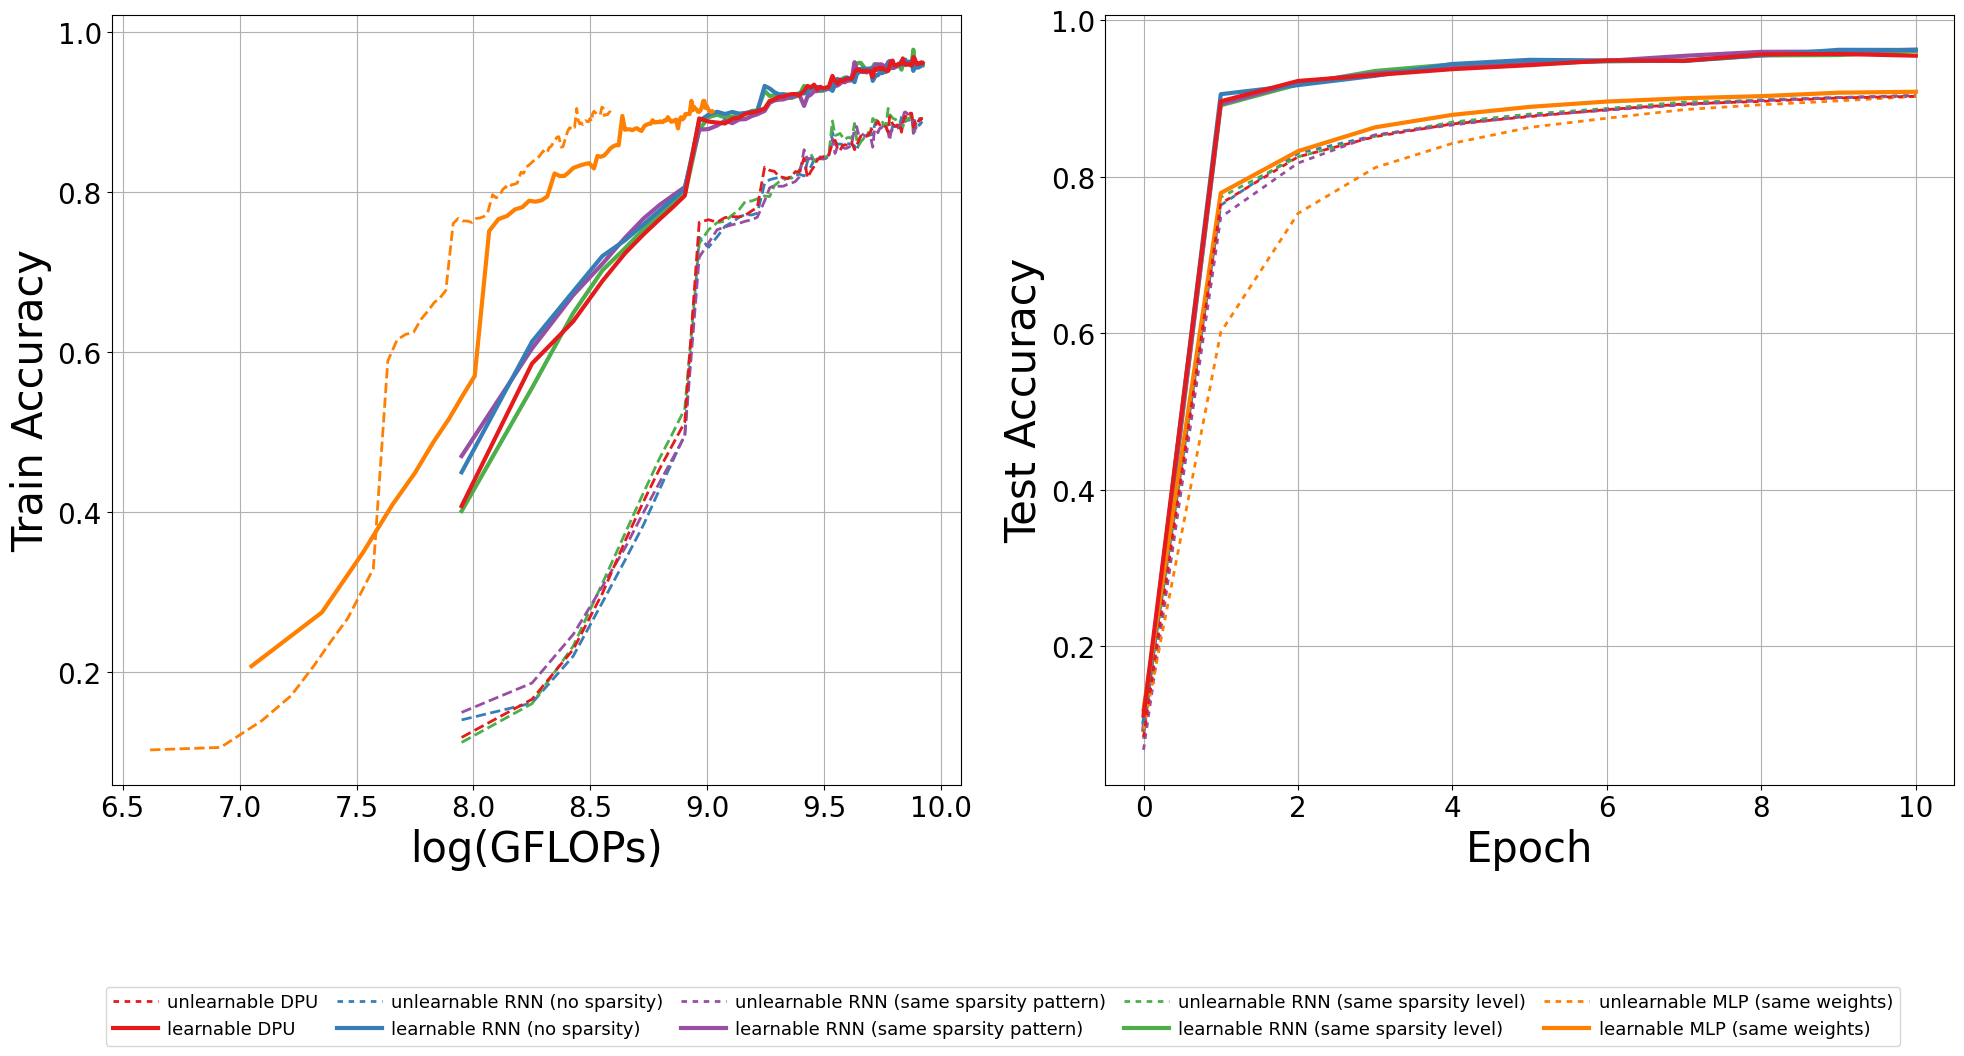 1.0
0.8
0.6
0.4
0.2
Train Accuracy
6.5 7.0 7.5 8.0 8.5 9.0 9.5 10.0
log(GFLOPs)
1.0
0.8
0.6
0.4
0.2
Test Accuracy
0 2 4 6 8 10
Epoch
unlearnable DPU unlearnable RNN (no sparsity) unlearnable RNN (same sparsity pattern) unlearnable RNN (same sparsity level) unlearnable MLP (same weights)
learnable DPU learnable RNN (no sparsity) learnable RNN (same sparsity pattern) learnable RNN (same sparsity level) learnable MLP (same weights)